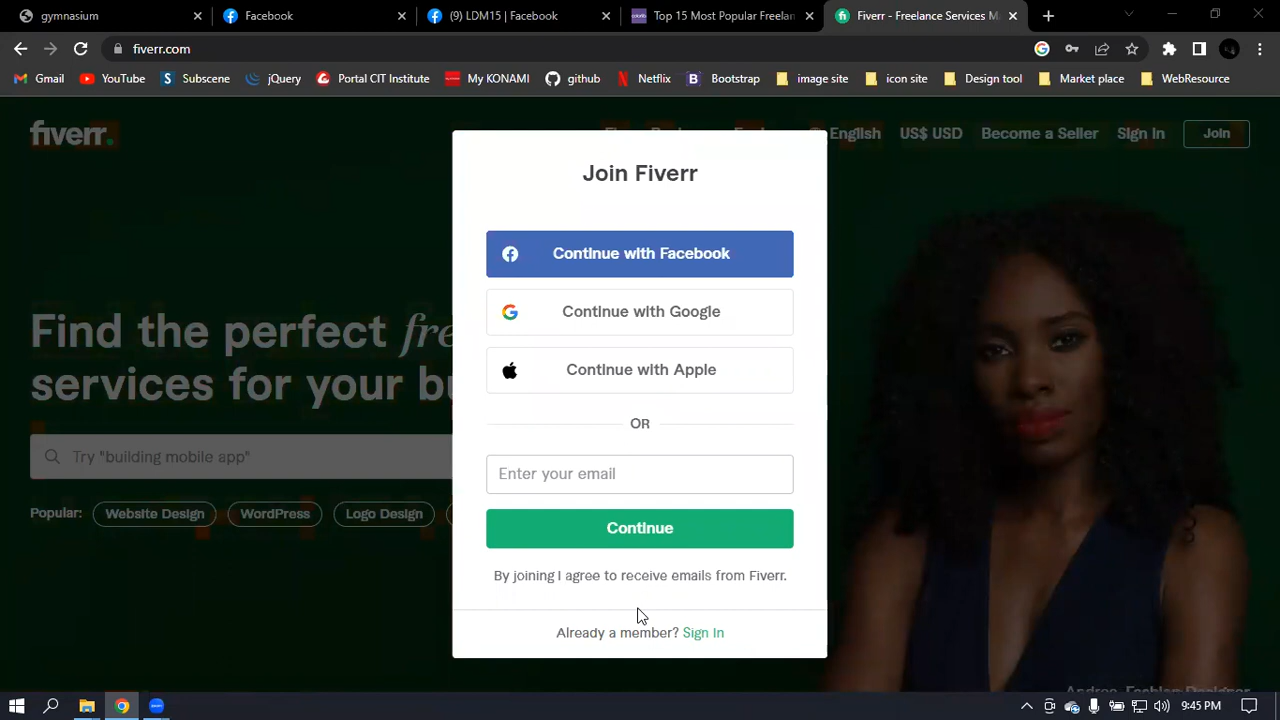 gymnasium
Facebook
(9) LDM15 | Facebook
Top 15 Most Popular Freelan
Fiverr - Freelance Services Ma
fiverr.com
Gmail
YouTube
Subscene
jQuery
Portal CIT Institute
My KONAMI
github
Netflix
Bootstrap
image site
icon site
Design tool
Market place
WebResource
fiverr.
English
US$ USD
Become a Seller
Sign In
Join
Join Fiverr
Continue with Facebook
Continue with Google
Continue with Apple
OR
Enter your email
Continue
By joining I agree to receive emails from Fiverr.
Already a member? Sign In
Find the perfect fre
services for your bu
Try "building mobile app"
Popular:
Website Design
WordPress
Logo Design
9:45 PM